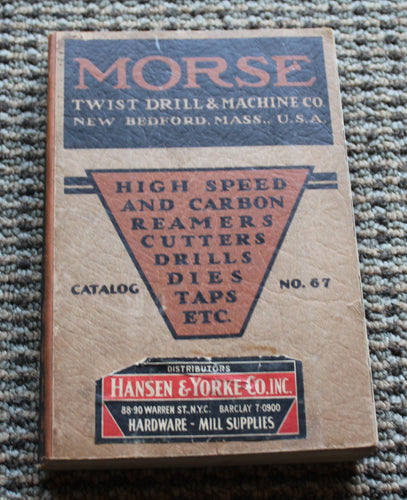 MORSE
TWIST DRILL & MACHINE CO.
NEW BEDFORD, MASS., U.S.A.
HIGH SPEED
AND CARBON
REAMERS
CUTTERS
DRILLS
DIES
TAPS
ETC.
CATALOG NO. 67
DISTRIBUTORS
HANSEN & YORKE CO. INC.
88-90 WARREN ST., N.Y.C. BARCLAY 7-0900
HARDWARE - MILL SUPPLIES